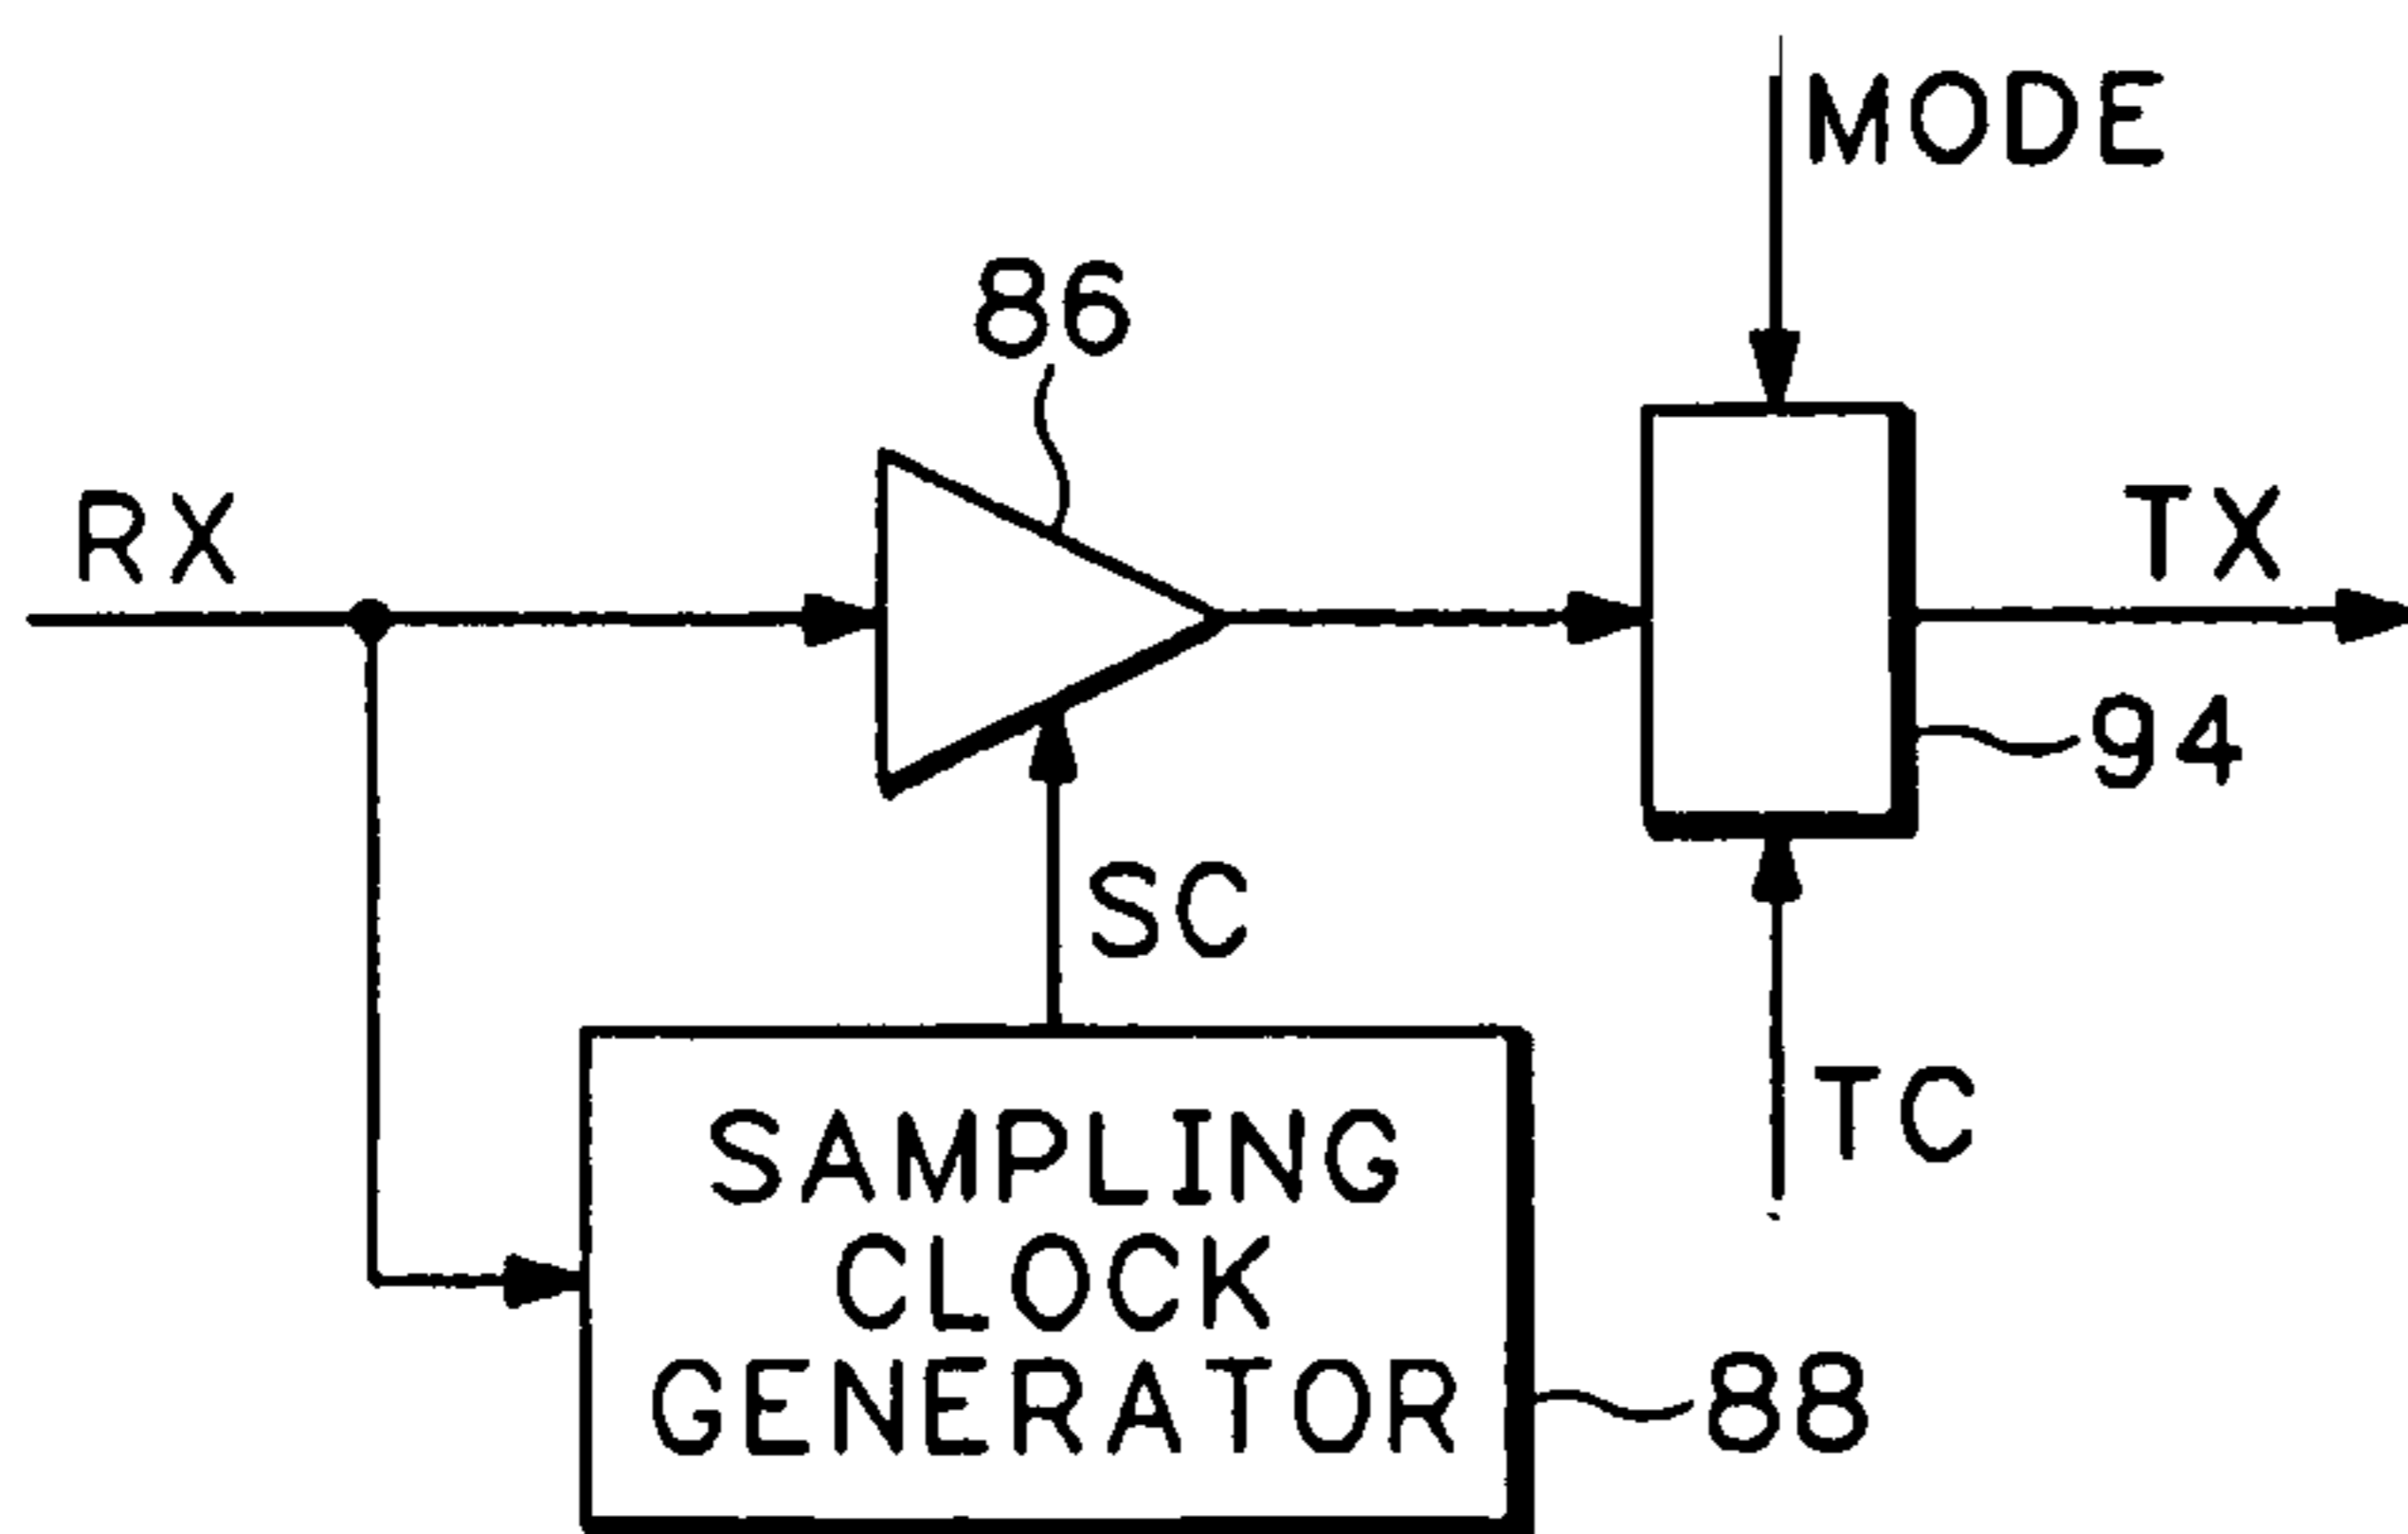 MODE
86
RX
TX
94
SC
TC
SAMPLING
CLOCK
GENERATOR
88